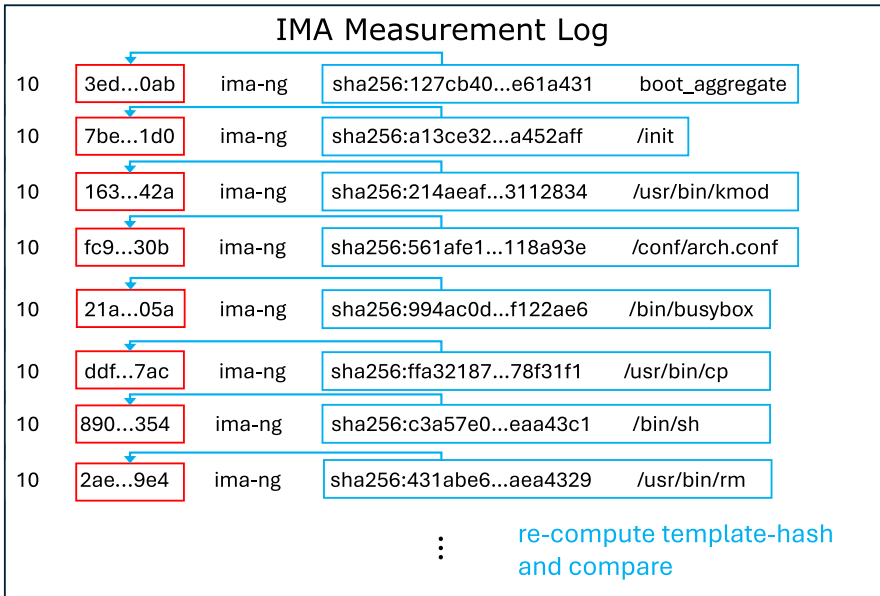 IMA Measurement Log
10 3ed...0ab ima-ng sha256:127cb40...e61a431 boot_aggregate
10 7be...1d0 ima-ng sha256:a13ce32...a452aff /init
10 163...42a ima-ng sha256:214aeaf...3112834 /usr/bin/kmod
10 fc9...30b ima-ng sha256:561afe1...118a93e /conf/arch.conf
10 21a...05a ima-ng sha256:994ac0d...f122ae6 /bin/busybox
10 ddf...7ac ima-ng sha256:ffa32187...78f31f1 /usr/bin/cp
10 890...354 ima-ng sha256:c3a57e0...eaa43c1 /bin/sh
10 2ae...9e4 ima-ng sha256:431abe6...aea4329 /usr/bin/rm
⋮
re-compute template-hash
and compare